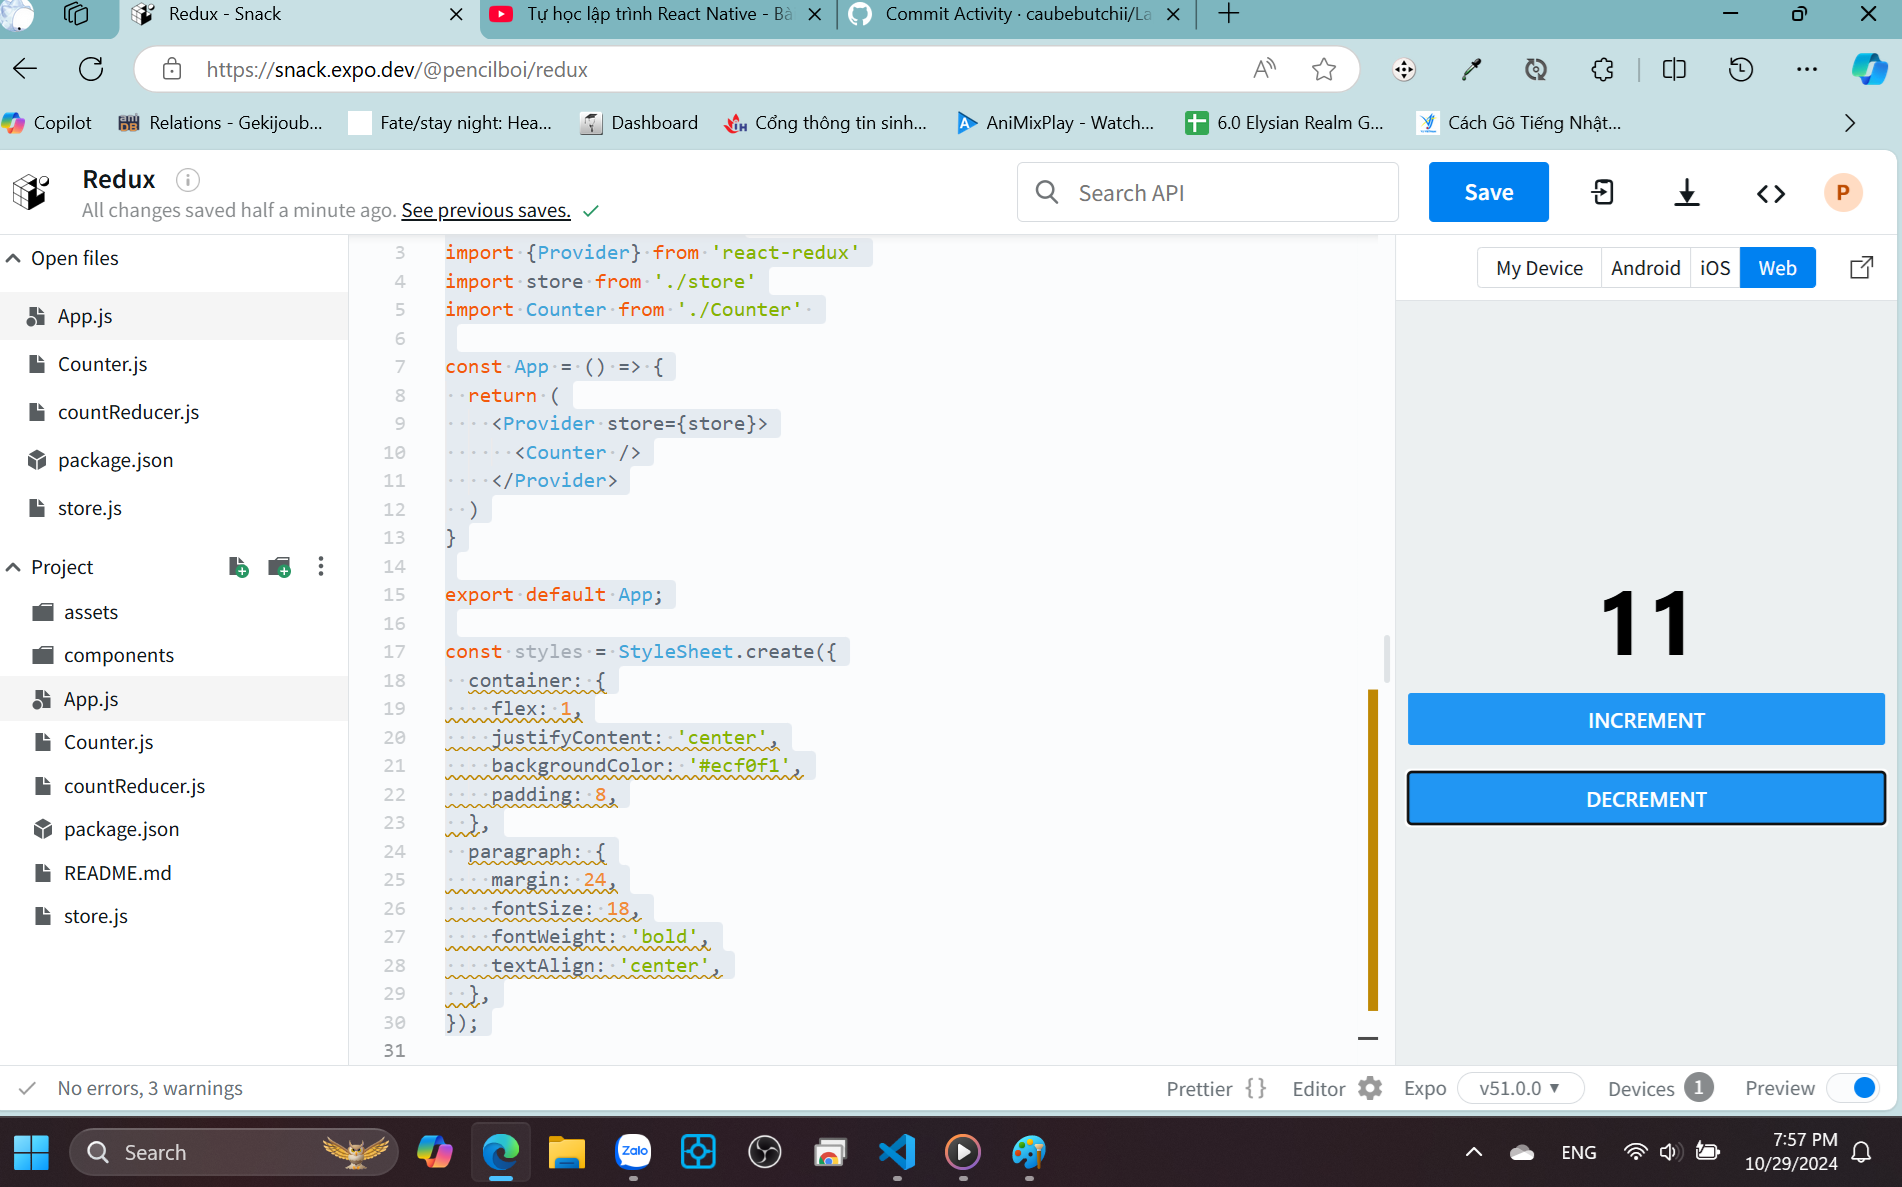 Redux - Snack
Tự học lập trình React Native - Bà
Commit Activity · caubebutchii/La
https://snack.expo.dev/@pencilboi/redux
Copilot
Relations - Gekijoub...
Fate/stay night: Hea...
Dashboard
Cổng thông tin sinh...
AniMixPlay - Watch...
6.0 Elysian Realm G...
Cách Gõ Tiếng Nhật...
Redux
All changes saved half a minute ago. See previous saves.
Search API
Save
P
Open files
App.js
Counter.js
countReducer.js
package.json
store.js
Project
assets
components
App.js
Counter.js
countReducer.js
package.json
README.md
store.js
3 import {Provider} from 'react-redux'
4 import store from './store'
5 import Counter from './Counter'
6
7 const App = () => {
8 return (
9 <Provider store={store}>
10 <Counter />
11 </Provider>
12 )
13 }
14
15 export default App;
16
17 const styles = StyleSheet.create({
18 container: {
19 flex: 1,
20 justifyContent: 'center',
21 backgroundColor: '#ecf0f1',
22 padding: 8,
23 },
24 paragraph: {
25 margin: 24,
26 fontSize: 18,
27 fontWeight: 'bold',
28 textAlign: 'center',
29 },
30 });
31
My Device
Android
iOS
Web
11
INCREMENT
DECREMENT
No errors, 3 warnings
Prettier {}
Editor
Expo
v51.0.0
Devices 1
Preview
Search
Zalo
ENG
7:57 PM
10/29/2024